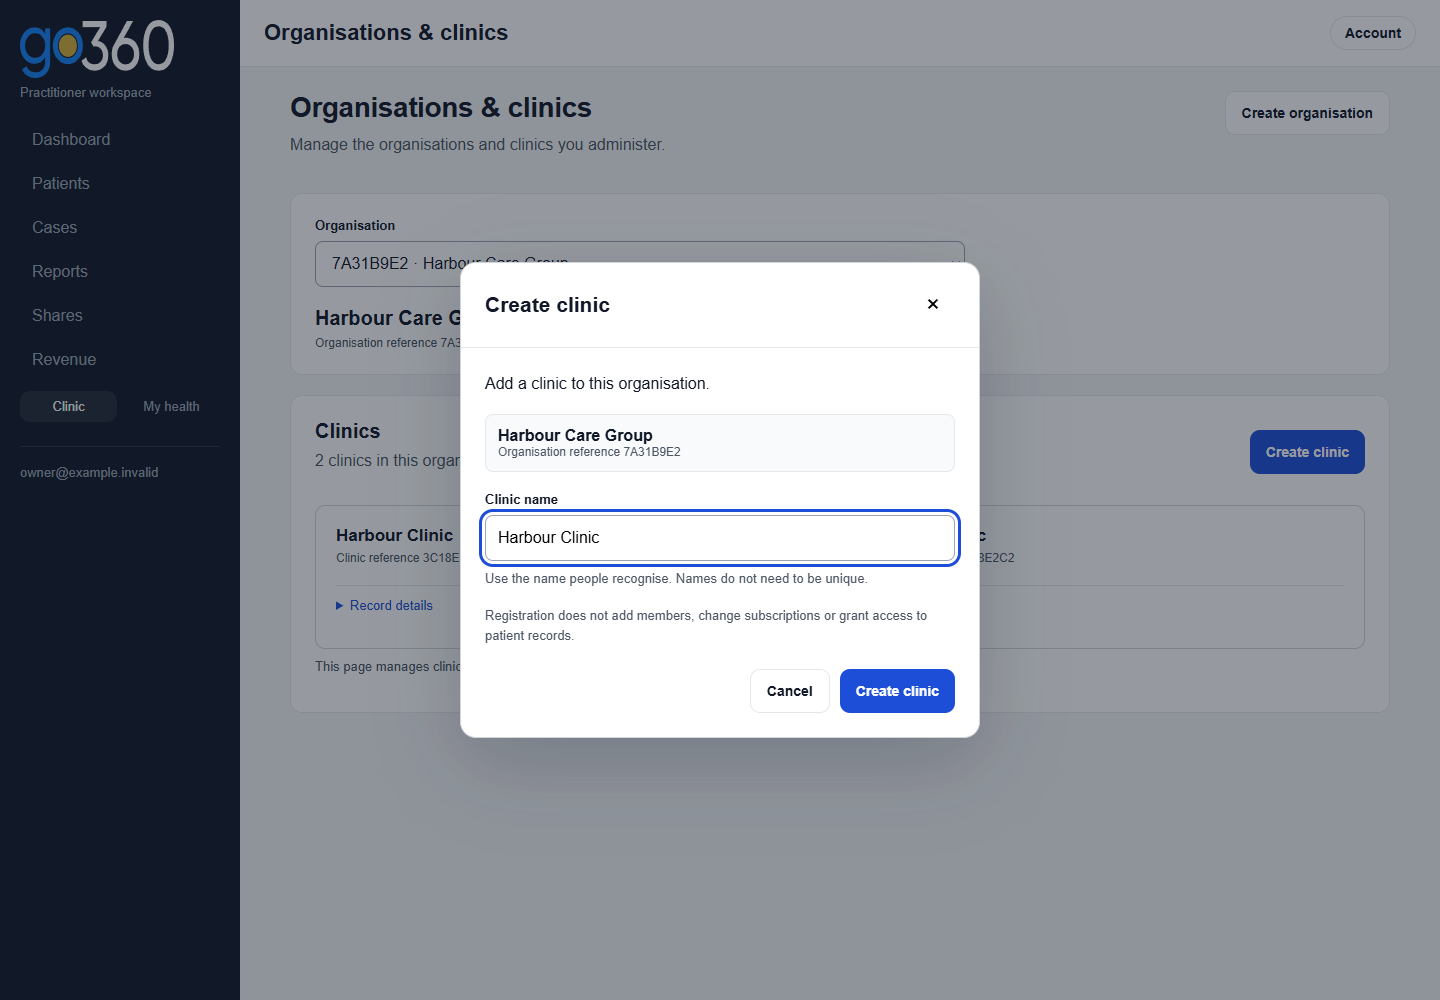 go360
Practitioner workspace
Dashboard
Patients
Cases
Reports
Shares
Revenue
Clinic
My health
owner@example.invalid
Organisations & clinics
Account
Organisations & clinics
Manage the organisations and clinics you administer.
Create organisation
Organisation
7A31B9E2 · Harbour Care Group
Harbour Care G
Organisation reference 7A3
Clinics
2 clinics in this organ
Create clinic
Harbour Clinic
Clinic reference 3C18E
Record details
This page manages clinic
Create clinic
×
Add a clinic to this organisation.
Harbour Care Group
Organisation reference 7A31B9E2
Clinic name
Harbour Clinic
Use the name people recognise. Names do not need to be unique.
Registration does not add members, change subscriptions or grant access to
patient records.
Cancel
Create clinic